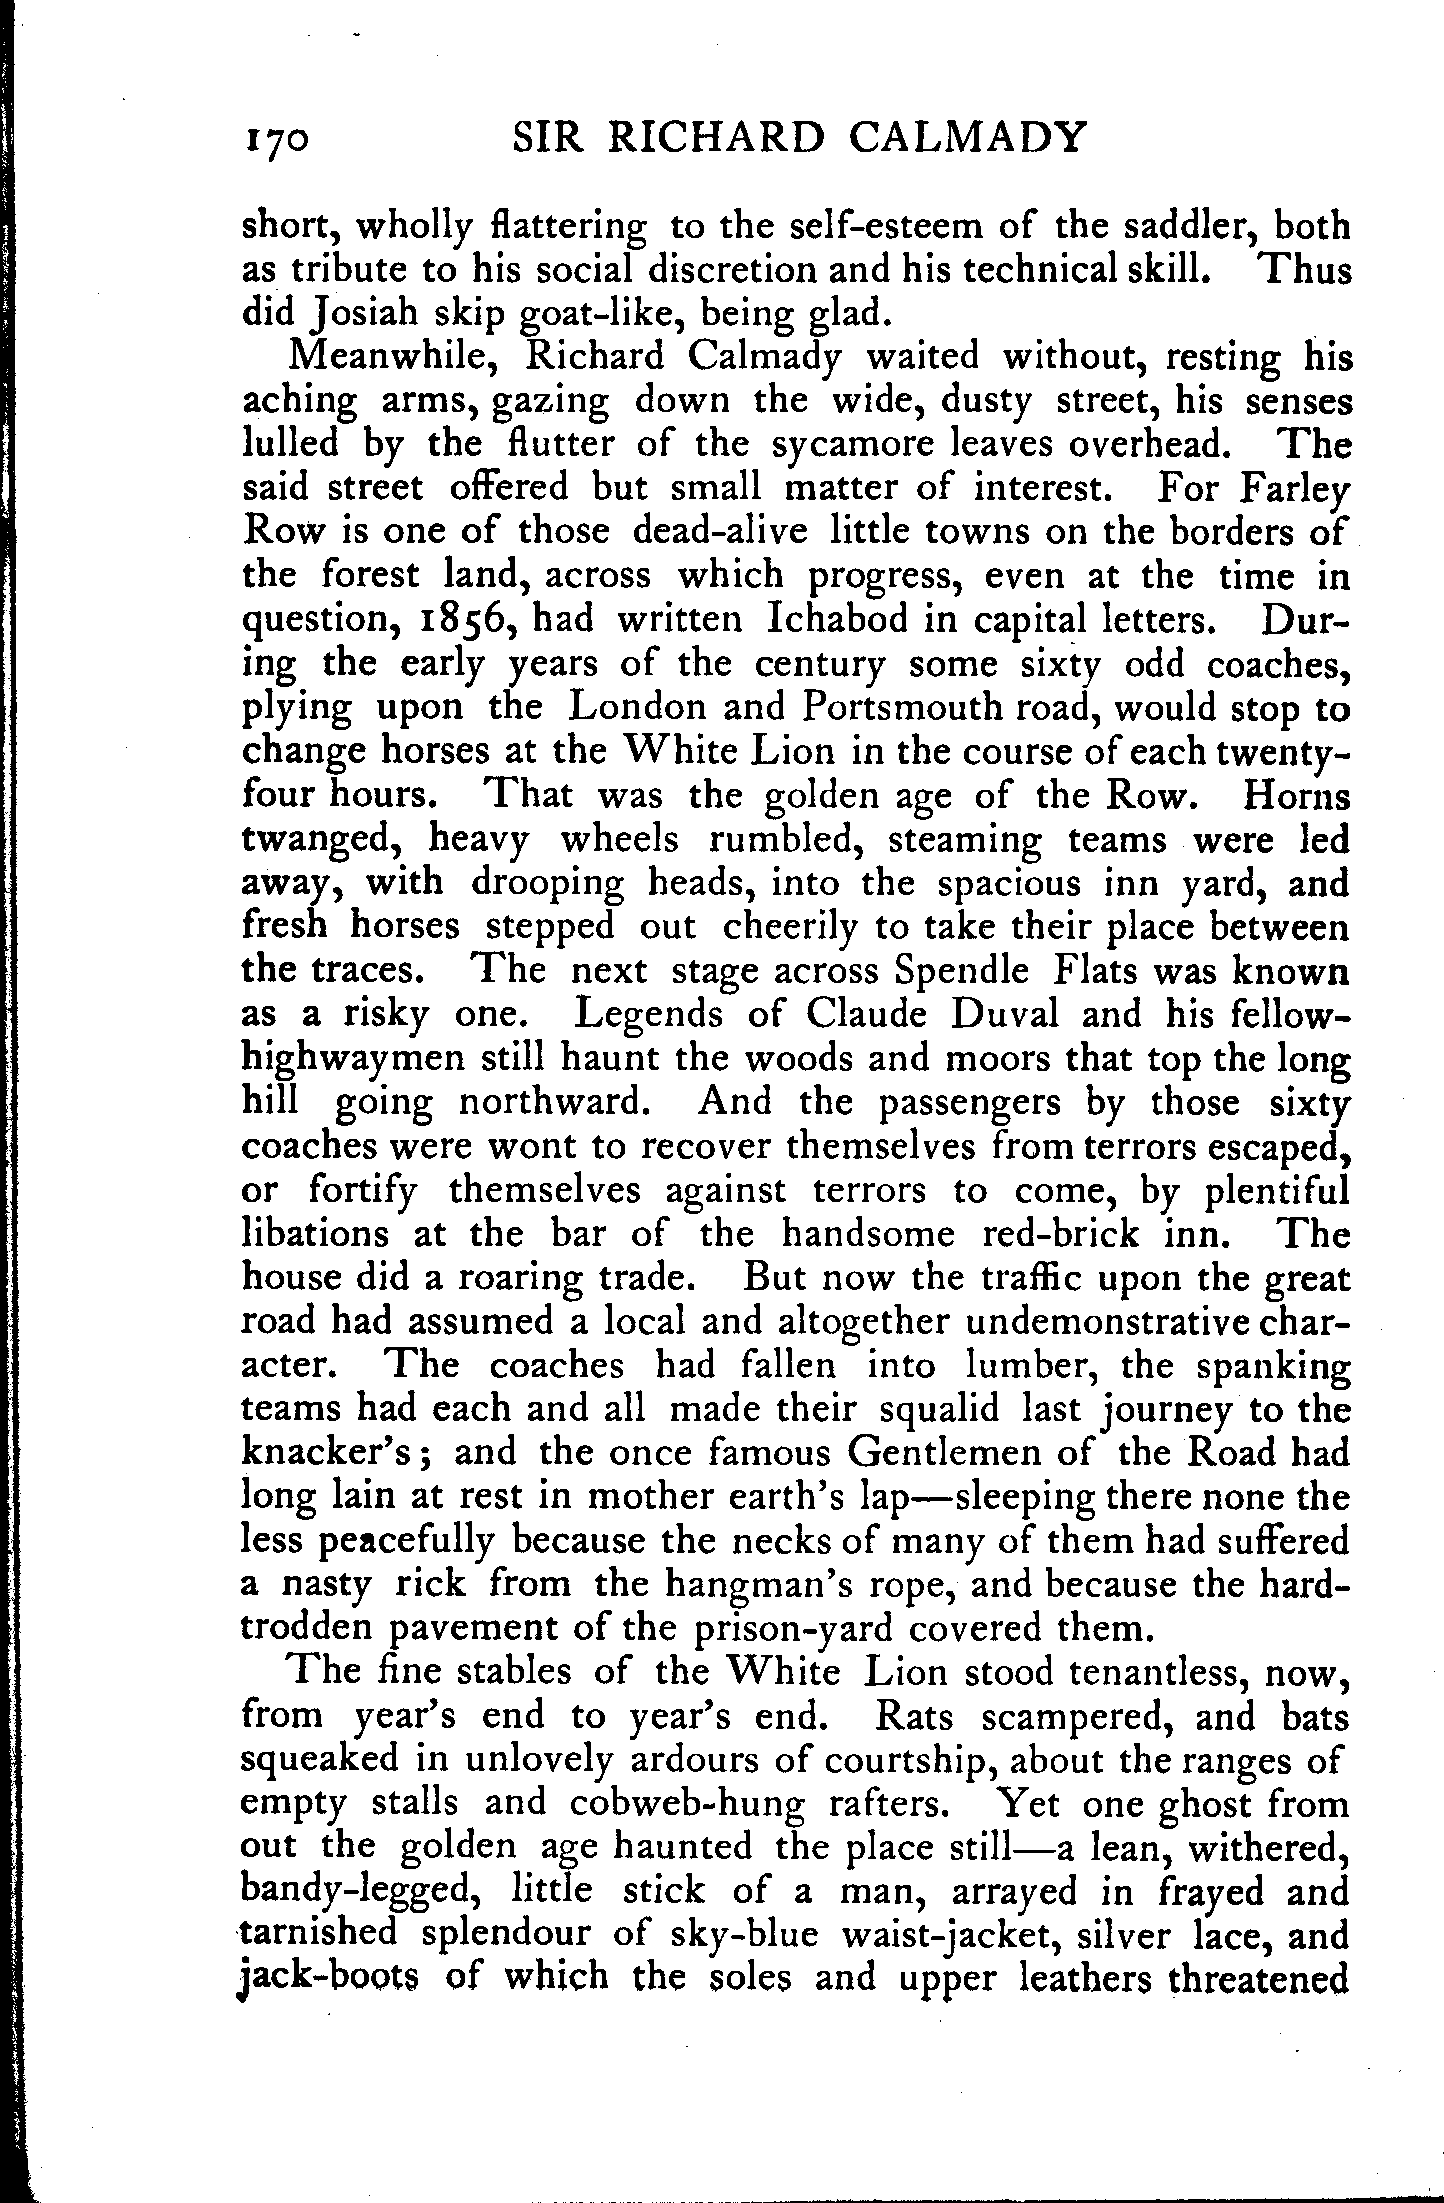 170 SIR RICHARD CALMADY
short, wholly flattering to the self-esteem of the saddler, both
as tribute to his social discretion and his technical skill. Thus
did Josiah skip goat-like, being glad.
Meanwhile, Richard Calmady waited without, resting his
aching arms, gazing down the wide, dusty street, his senses
lulled by the flutter of the sycamore leaves overhead. The
said street offered but small matter of interest. For Farley
Row is one of those dead-alive little towns on the borders of
the forest land, across which progress, even at the time in
question, 1856, had written Ichabod in capital letters. Dur-
ing the early years of the century some sixty odd coaches,
plying upon the London and Portsmouth road, would stop to
change horses at the White Lion in the course of each twenty-
four hours. That was the golden age of the Row. Horns
twanged, heavy wheels rumbled, steaming teams were led
away, with drooping heads, into the spacious inn yard, and
fresh horses stepped out cheerily to take their place between
the traces. The next stage across Spendle Flats was known
as a risky one. Legends of Claude Duval and his fellow-
highwaymen still haunt the woods and moors that top the long
hill going northward. And the passengers by those sixty
coaches were wont to recover themselves from terrors escaped,
or fortify themselves against terrors to come, by plentiful
libations at the bar of the handsome red-brick inn. The
house did a roaring trade. But now the traffic upon the great
road had assumed a local and altogether undemonstrative char-
acter. The coaches had fallen into lumber, the spanking
teams had each and all made their squalid last journey to the
knacker's; and the once famous Gentlemen of the Road had
long lain at rest in mother earth's lap—sleeping there none the
less peacefully because the necks of many of them had suffered
a nasty rick from the hangman's rope, and because the hard-
trodden pavement of the prison-yard covered them.
The fine stables of the White Lion stood tenantless, now,
from year's end to year's end. Rats scampered, and bats
squeaked in unlovely ardours of courtship, about the ranges of
empty stalls and cobweb-hung rafters. Yet one ghost from
out the golden age haunted the place still—a lean, withered,
bandy-legged, little stick of a man, arrayed in frayed and
tarnished splendour of sky-blue waist-jacket, silver lace, and
jack-boots of which the soles and upper leathers threatened